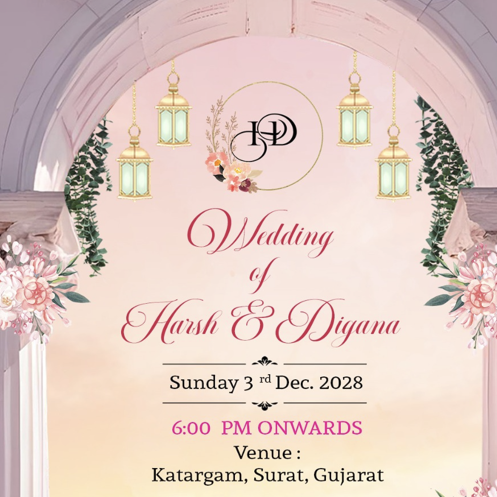 HD
Wedding
of
Harsh & Digana
Sunday 3 rd Dec. 2028
6:00 PM ONWARDS
Venue :
Katargam, Surat, Gujarat